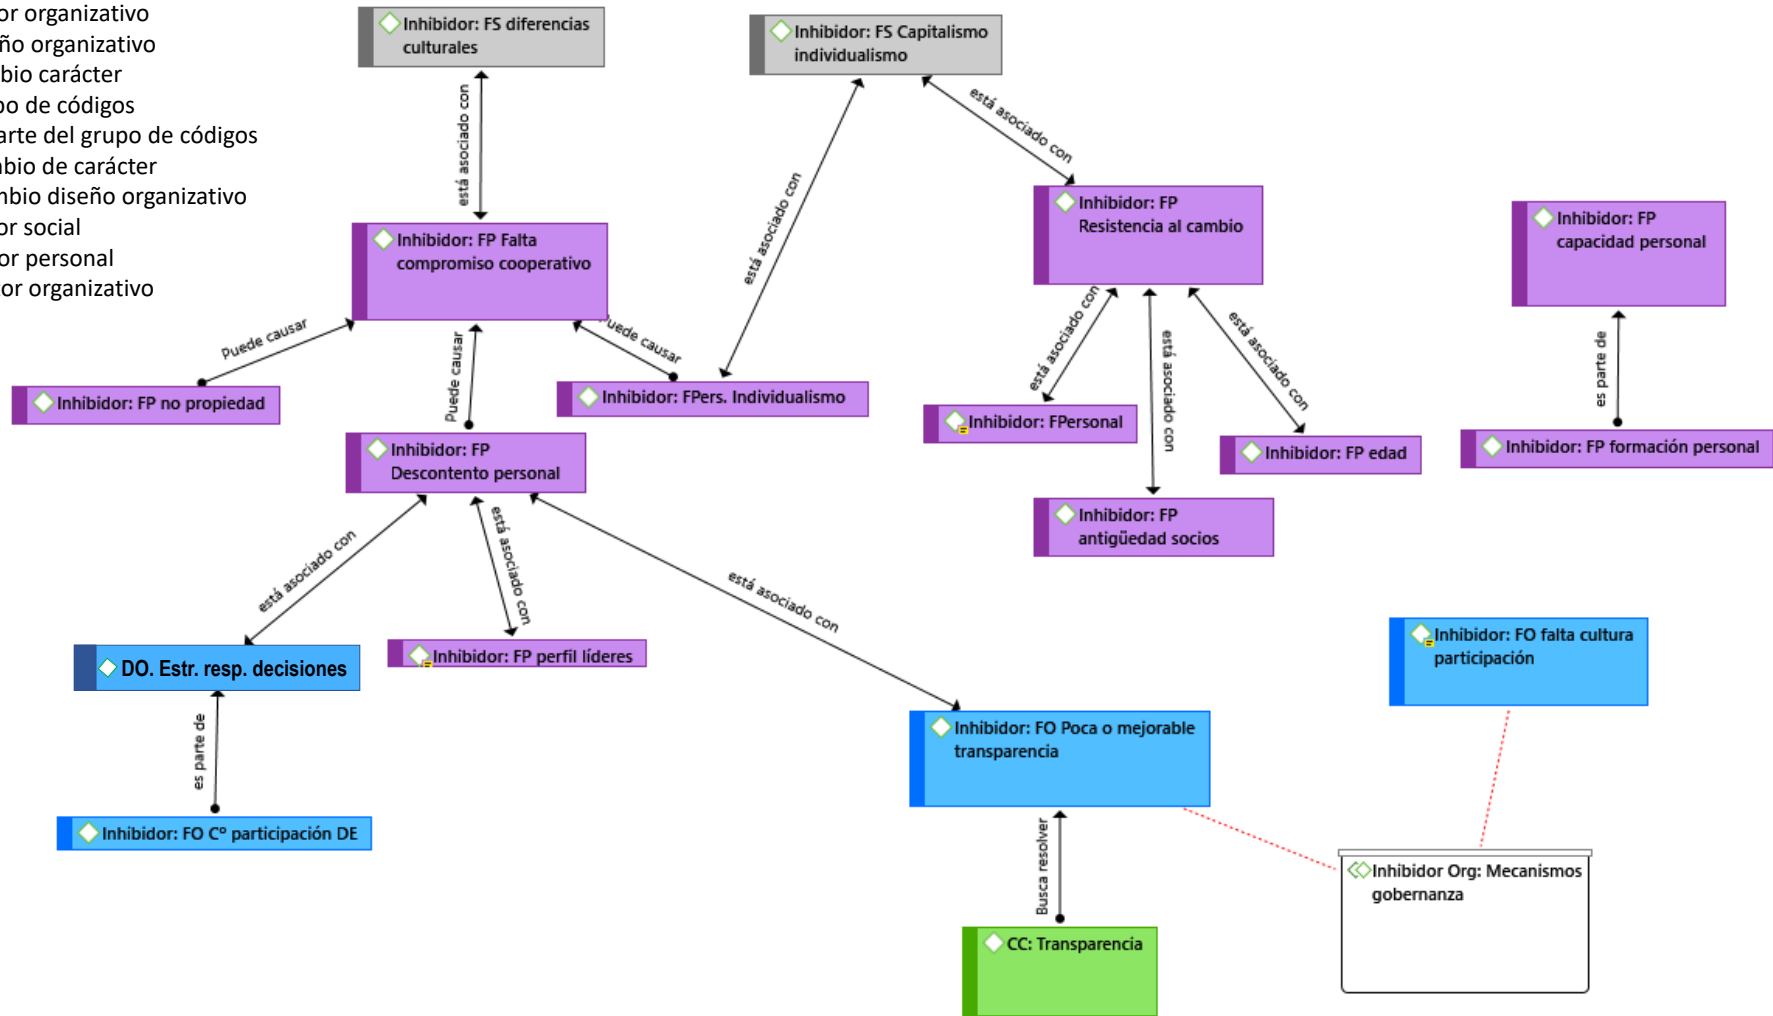 or organizativo
ño organizativo
bio carácter
po de códigos
arte del grupo de códigos
nbio de carácter
mbio diseño organizativo
or social
or personal
tor organizativo
Inhibidor: FS diferencias
culturales
Inhibidor: FS Capitalismo
individualismo
está asociado con
está asociado con
está asociado con
Inhibidor: FP Falta
compromiso cooperativo
Inhibidor: FP
Resistencia al cambio
Inhibidor: FP
capacidad personal
Puede causar
Puede causar
Puede causar
está asociado con
está asociado con
está asociado con
es parte de
Inhibidor: FP no propiedad
Inhibidor: FPers. Individualismo
Inhibidor: FPersonal
Inhibidor: FP edad
Inhibidor: FP formación personal
Inhibidor: FP
Descontento personal
Inhibidor: FP
antigüedad socios
está asociado con
está asociado con
está asociado con
DO. Estr. resp. decisiones
Inhibidor: FP perfil líderes
Inhibidor: FO falta cultura
participación
es parte de
Inhibidor: FO Poca o mejorable
transparencia
Inhibidor: FO Cº participación DE
Busca resolver
Inhibidor Org: Mecanismos
gobernanza
CC: Transparencia